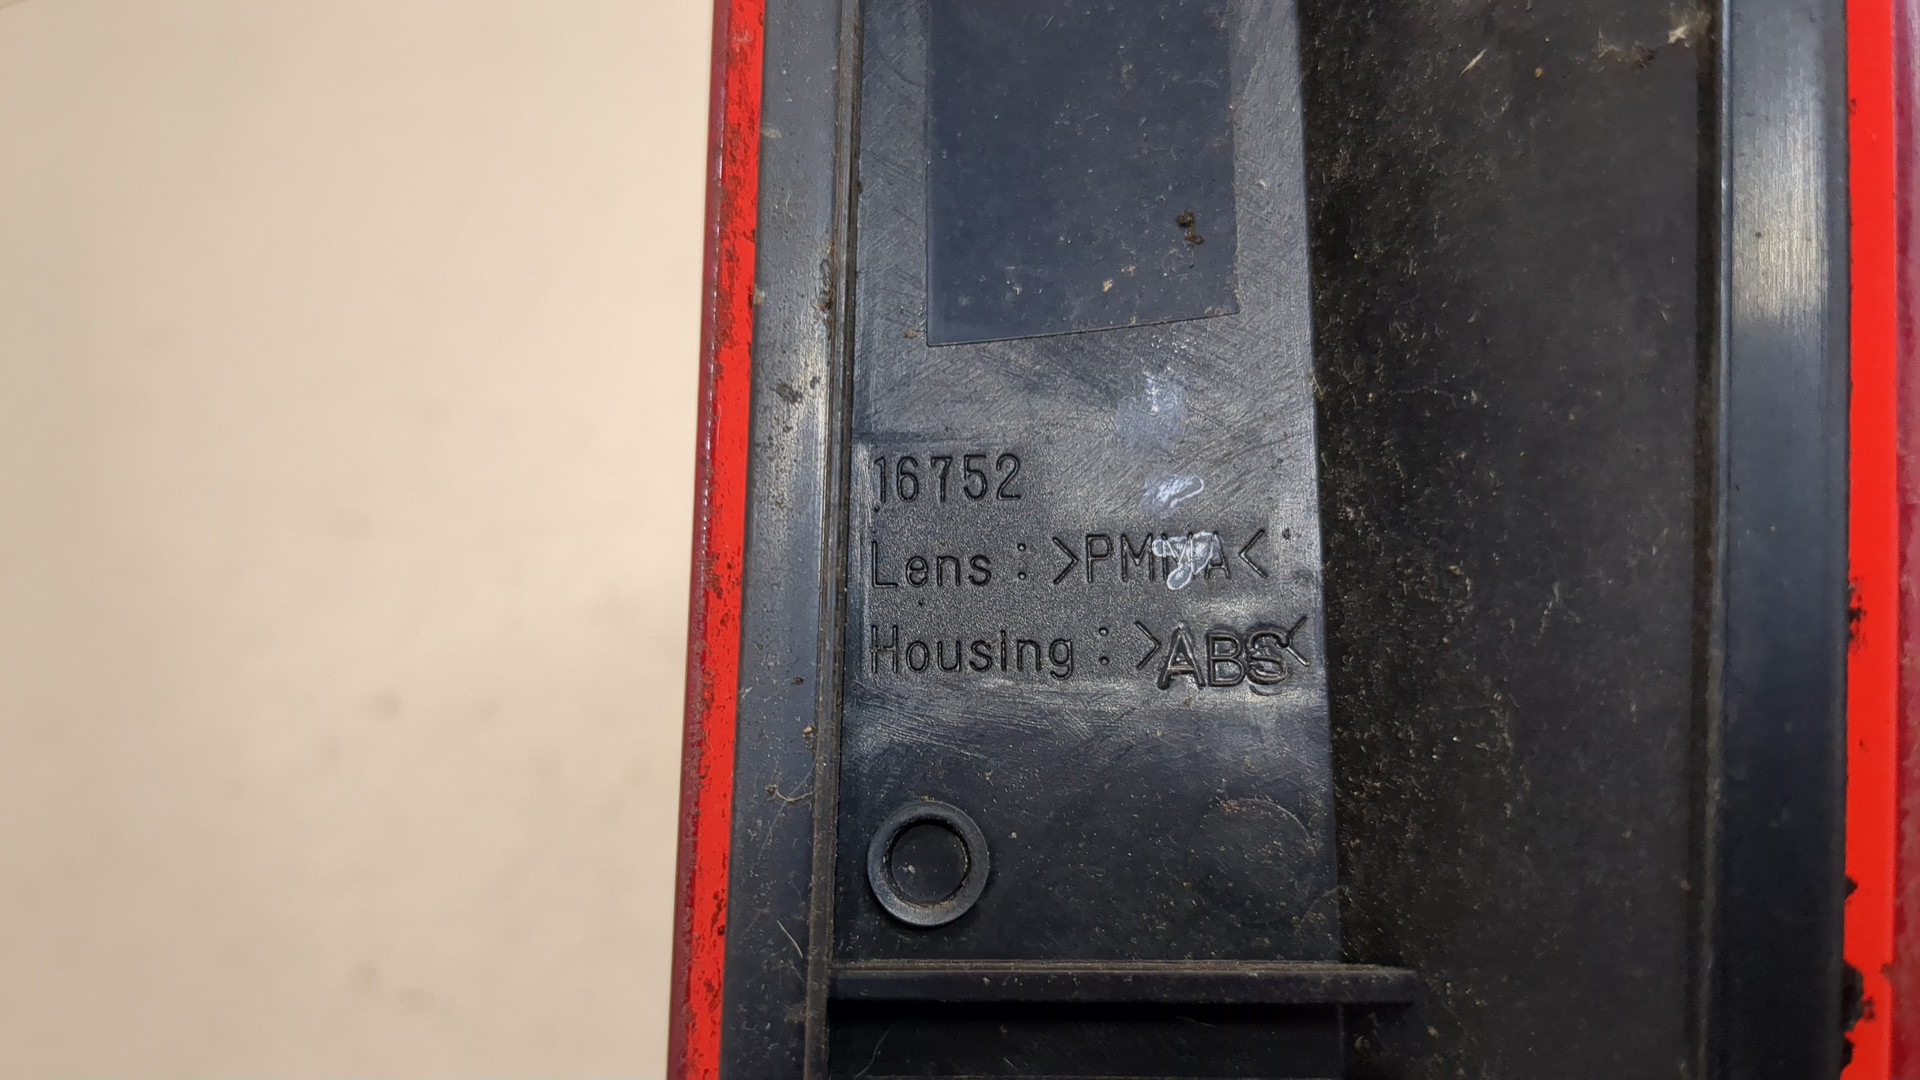 16752
Lens : >PMMA<
Housing : >ABS<